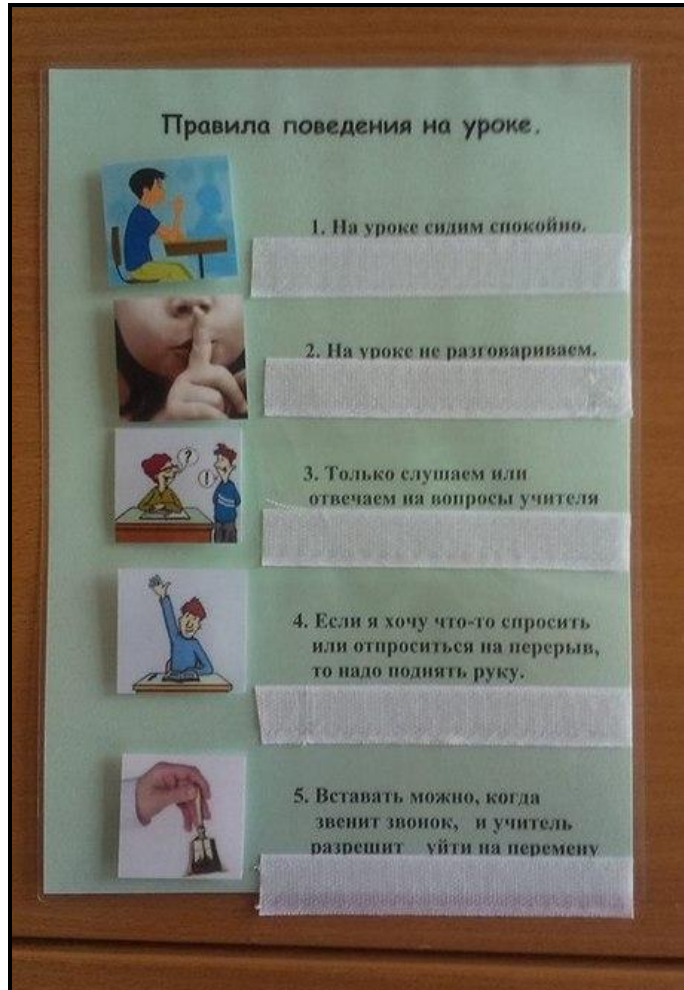 Правила поведения на уроке.
1. На уроке сидим спокойно.
2. На уроке не разговариваем.
?
!
3. Только слушаем или
отвечаем на вопросы учителя
4. Если я хочу что-то спросить
или отпроситься на перерыв,
то надо поднять руку.
5. Вставать можно, когда
звенит звонок, и учитель
разрешит уйти на перемену